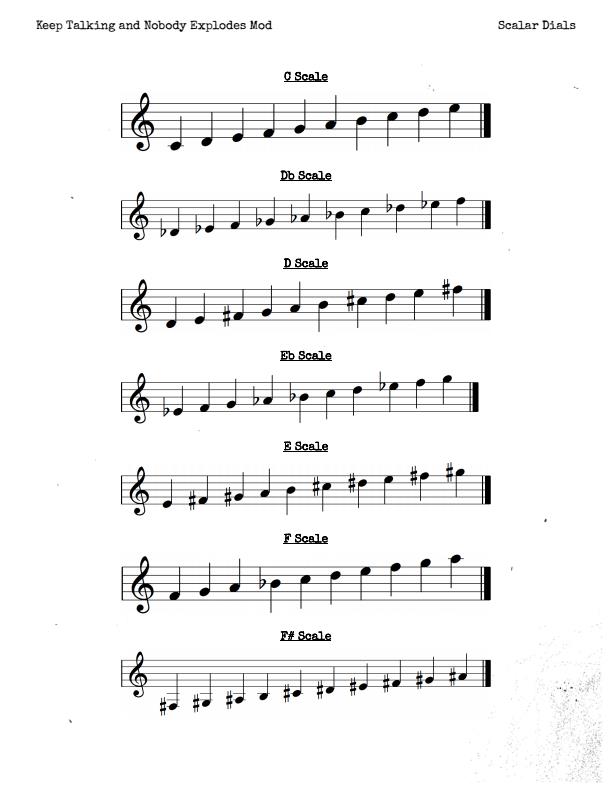 Keep Talking and Nobody Explodes Mod
Scalar Dials
C Scale
Db Scale
D Scale
Eb Scale
E Scale
F Scale
F# Scale